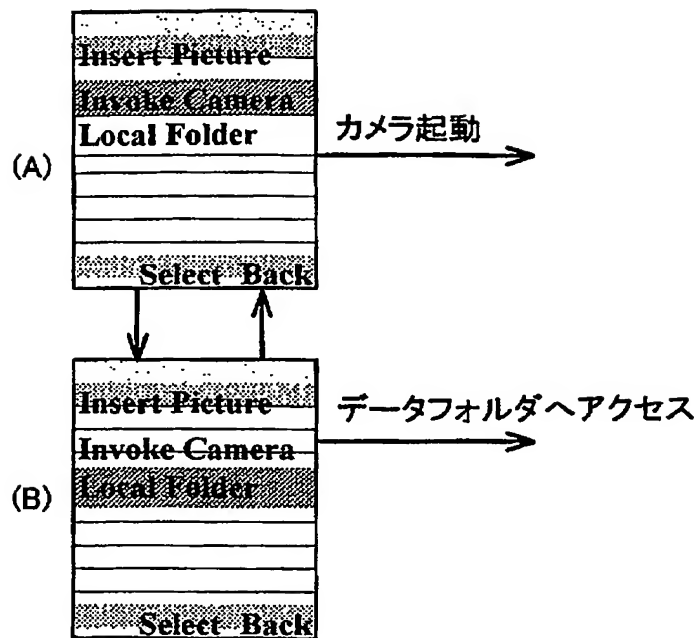 Insert Picture
Invoke Camera
Local Folder
カメラ起動
(A)
Select Back
Insert Picture
データフォルダへアクセス
Invoke Camera
Local Folder
(B)
Select Back